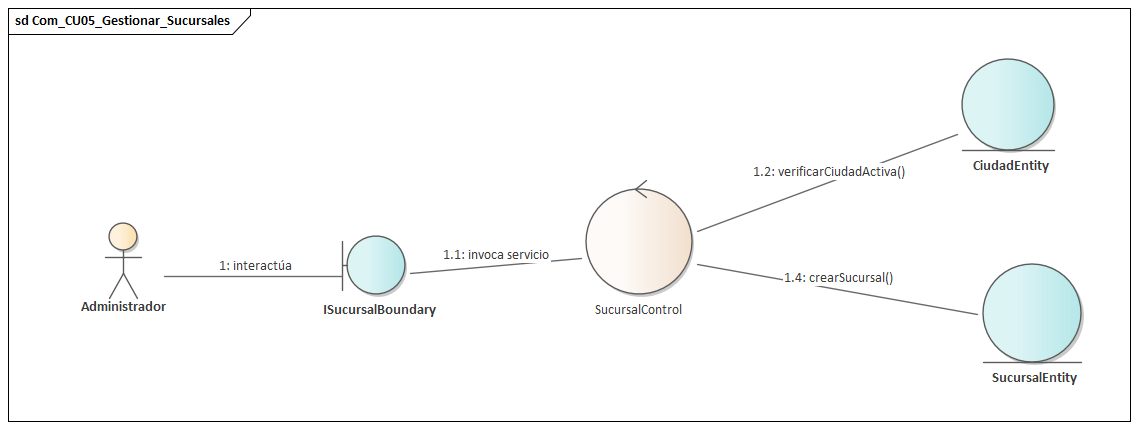 sd Com_CU05_Gestionar_Sucursales
CiudadEntity
1.2: verificarCiudadActiva()
1.1: invoca servicio
1: interactúa
1.4: crearSucursal()
Administrador
ISucursalBoundary
SucursalControl
SucursalEntity